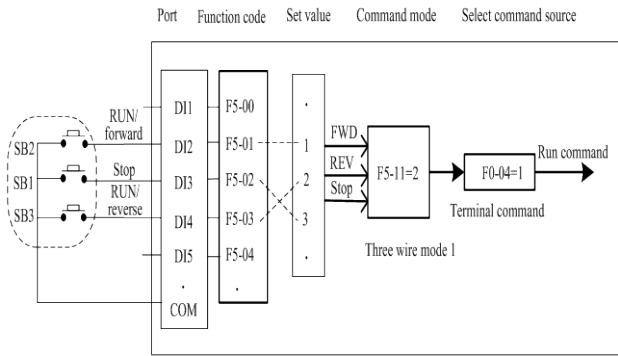 Port Function code Set value Command mode Select command source
RUN/
forward
Stop
RUN/
reverse
SB2
SB1
SB3
DI1
DI2
DI3
DI4
DI5
.
COM
F5-00
F5-01
F5-02
F5-03
F5-04
.
.
1
2
3
.
FWD
REV
Stop
F5-11=2
Three wire mode 1
F0-04=1
Terminal command
Run command